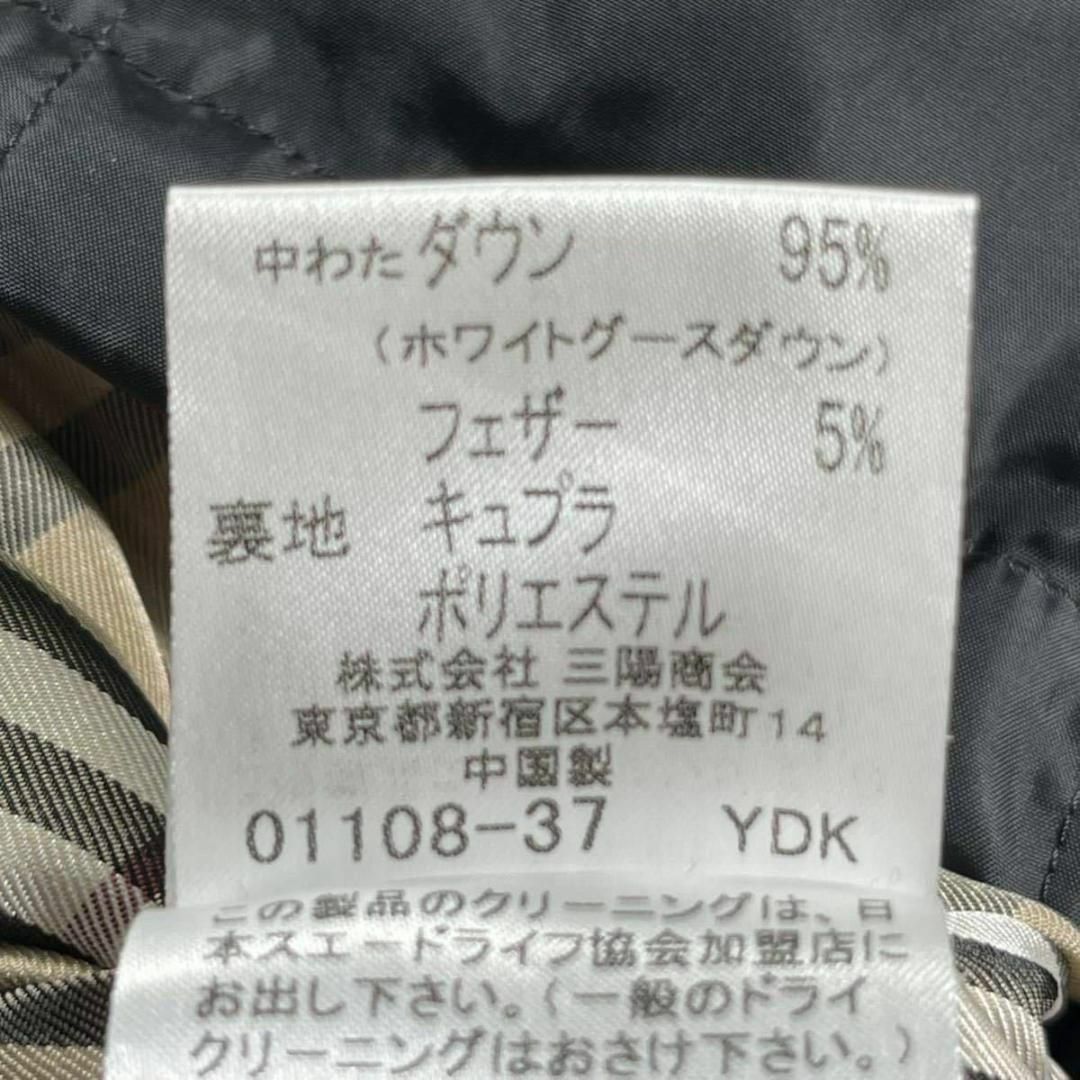 中わた ダウン 95%
(ホワイトグースダウン)
フェザー 5%
裏地 キュプラ
ポリエステル
株式会社 三陽商会
東京都新宿区本塩町14
中国製
01108-37 YDK
この製品のクリーニングは、日
本スエードライフ協会加盟店に
お出し下さい。(一般のドライ
クリーニングはおさけ下さい。)